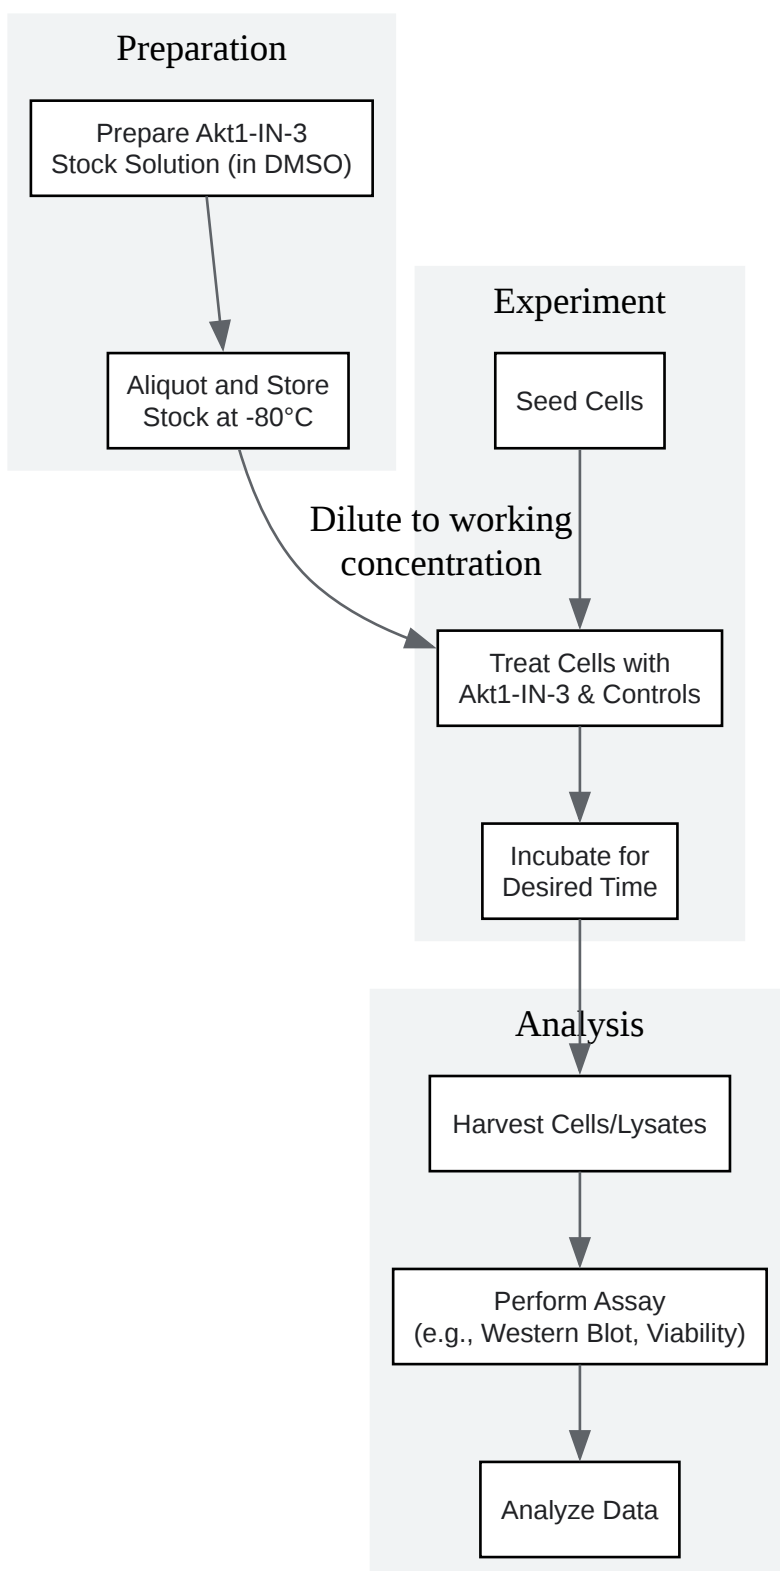 Preparation
Prepare Akt1-IN-3
Stock Solution (in DMSO)
Aliquot and Store
Stock at -80°C
Experiment
Seed Cells
Dilute to working
concentration
Treat Cells with
Akt1-IN-3 & Controls
Incubate for
Desired Time
Analysis
Harvest Cells/Lysates
Perform Assay
(e.g., Western Blot, Viability)
Analyze Data